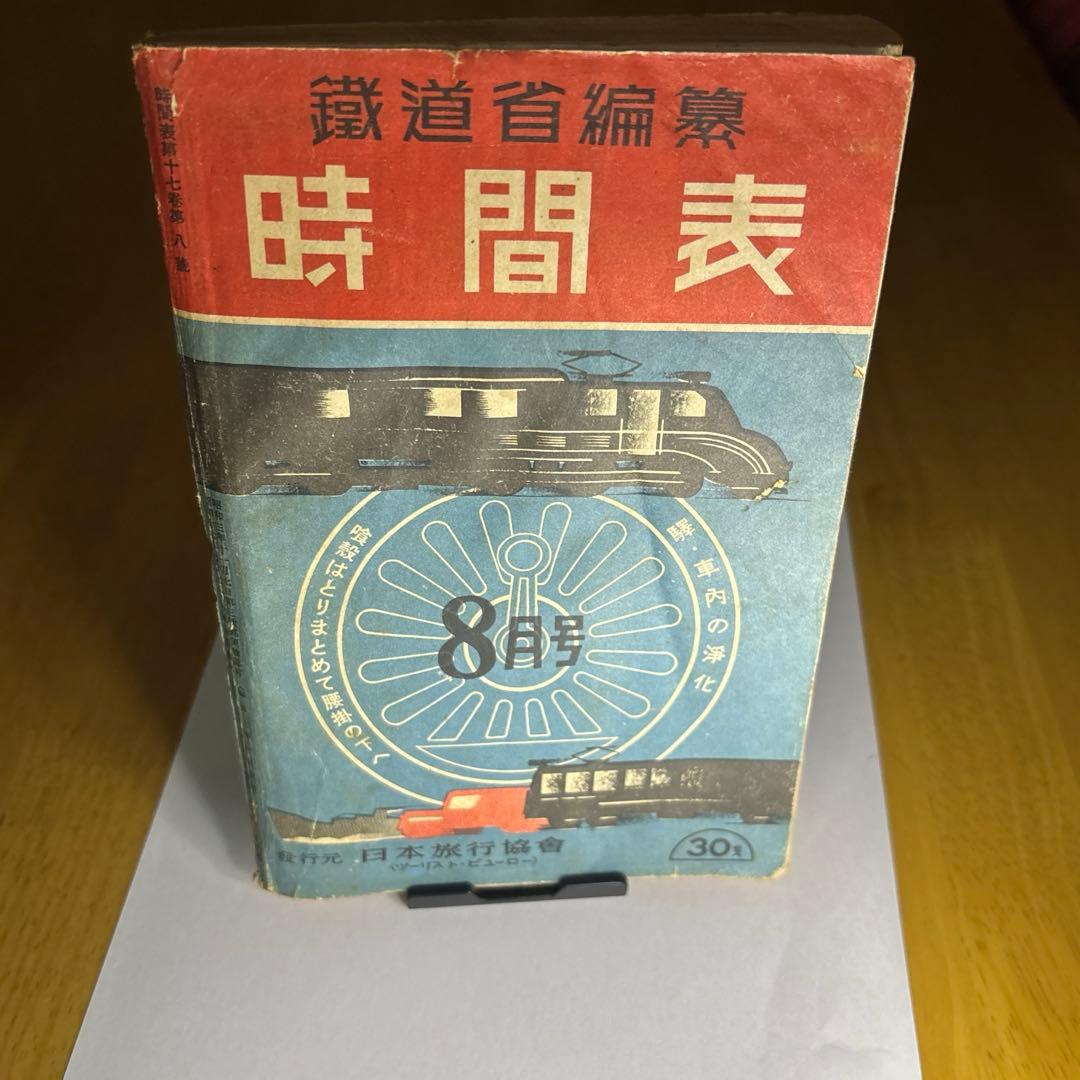 鐵道省編纂
時間表
時間表第十七卷第八號
驛・車內の淨化
喰殼はとりまとめて腰掛の下へ
8月号
發行元 日本旅行協會
(ツーリスト・ビューロー)
30